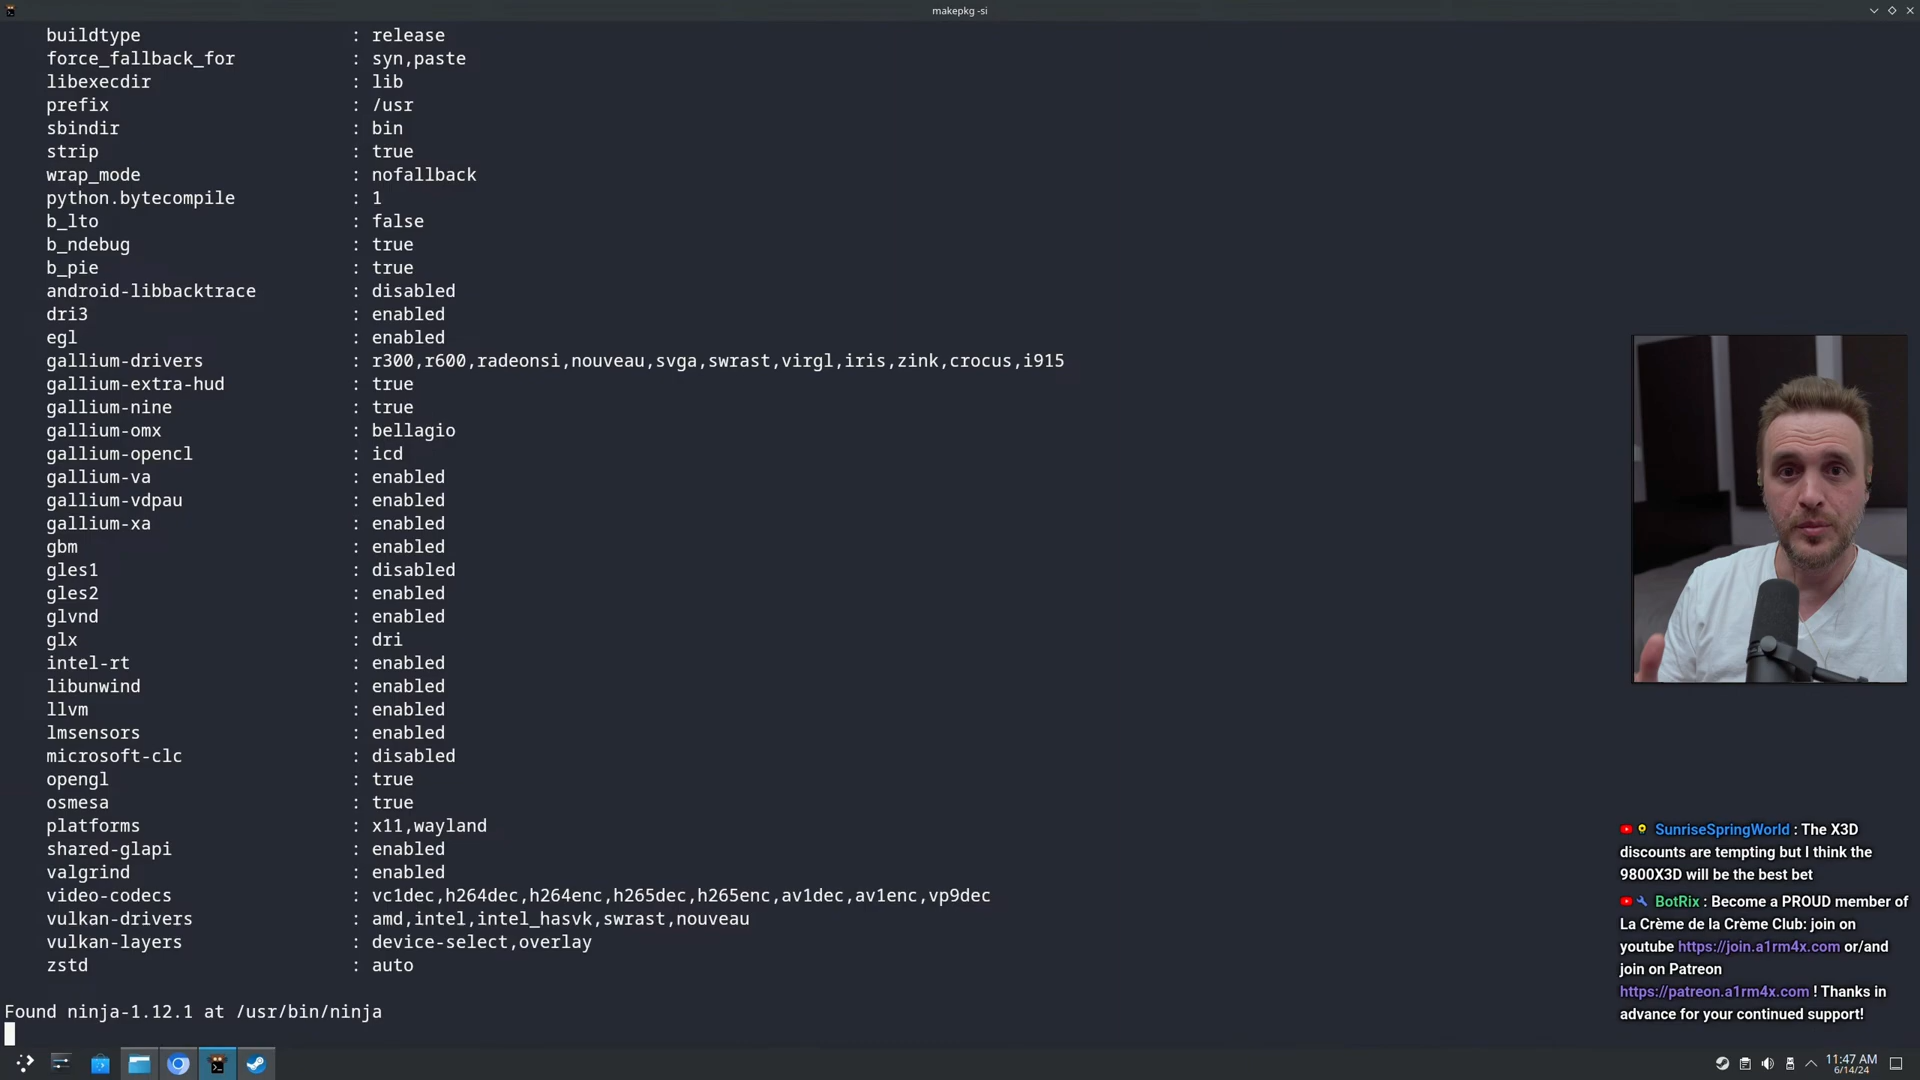 makepkg -si
buildtype : release
force_fallback_for : syn,paste
libexecdir : lib
prefix : /usr
sbindir : bin
strip : true
wrap_mode : nofallback
python.bytecompile : 1
b_lto : false
b_ndebug : true
b_pie : true
android-libbacktrace : disabled
dri3 : enabled
egl : enabled
gallium-drivers : r300,r600,radeonsi,nouveau,svga,swrast,virgl,iris,zink,crocus,i915
gallium-extra-hud : true
gallium-nine : true
gallium-omx : bellagio
gallium-opencl : icd
gallium-va : enabled
gallium-vdpau : enabled
gallium-xa : enabled
gbm : enabled
gles1 : disabled
gles2 : enabled
glvnd : enabled
glx : dri
intel-rt : enabled
libunwind : enabled
llvm : enabled
lmsensors : enabled
microsoft-clc : disabled
opengl : true
osmesa : true
platforms : x11,wayland
shared-glapi : enabled
valgrind : enabled
video-codecs : vc1dec,h264dec,h264enc,h265dec,h265enc,av1dec,av1enc,vp9dec
vulkan-drivers : amd,intel,intel_hasvk,swrast,nouveau
vulkan-layers : device-select,overlay
zstd : auto
Found ninja-1.12.1 at /usr/bin/ninja
SunriseSpringWorld : The X3D
discounts are tempting but I think the
9800X3D will be the best bet
BotRix : Become a PROUD member of
La Crème de la Crème Club: join on
youtube https://join.a1rm4x.com or/and
join on Patreon
https://patreon.a1rm4x.com ! Thanks in
advance for your continued support!
11:47 AM
6/14/24